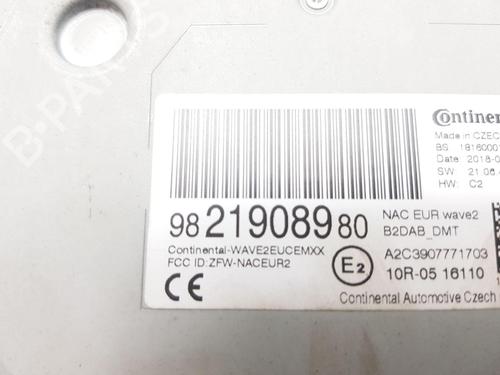 Continen
Made in CZEC
BS 1816000
Date: 2018-0
SW: 21.06.
HW: C2
98 219089 80
NAC EUR wave2
B2DAB_DMT
Continental-WAVE2EUCEMXX
FCC ID:ZFW-NACEUR2
E2
A2C3907771703
10R-05 16110
CE
Continental Automotive Czech
B-PARTS